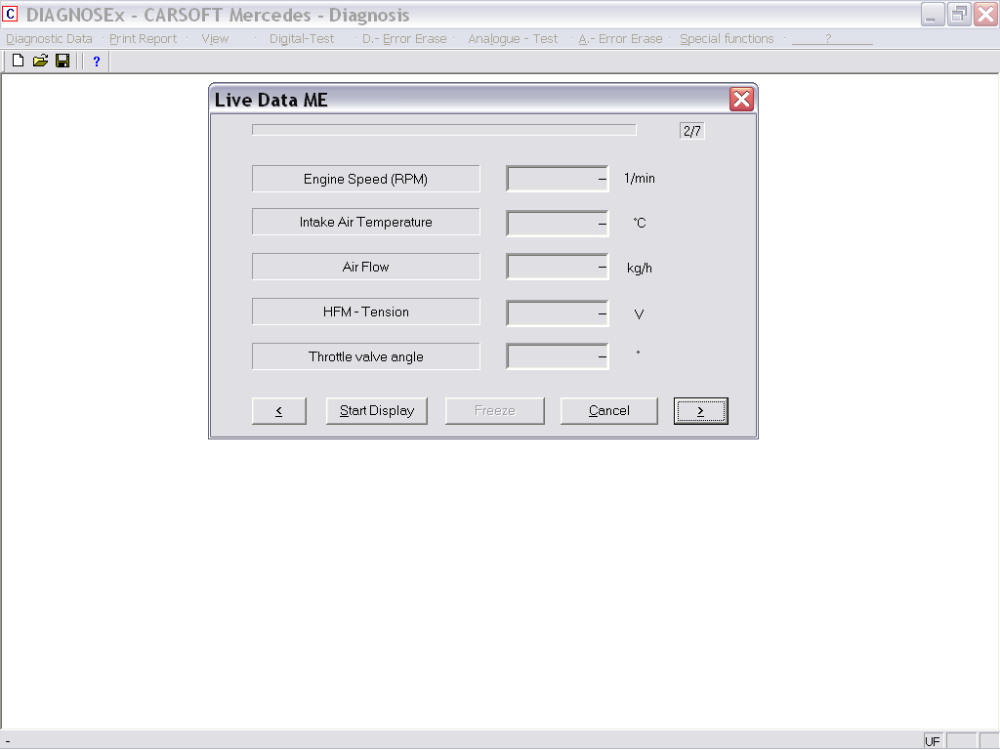 C DIAGNOSEx - CARSOFT Mercedes - Diagnosis
Diagnostic Data Print Report View Digital-Test D.- Error Erase Analogue - Test A.- Error Erase Special functions ?
?
Live Data ME
2/7
Engine Speed (RPM) – 1/min
Intake Air Temperature – °C
Air Flow – kg/h
HFM - Tension – V
Throttle valve angle – °
< Start Display Freeze Cancel >
- UF